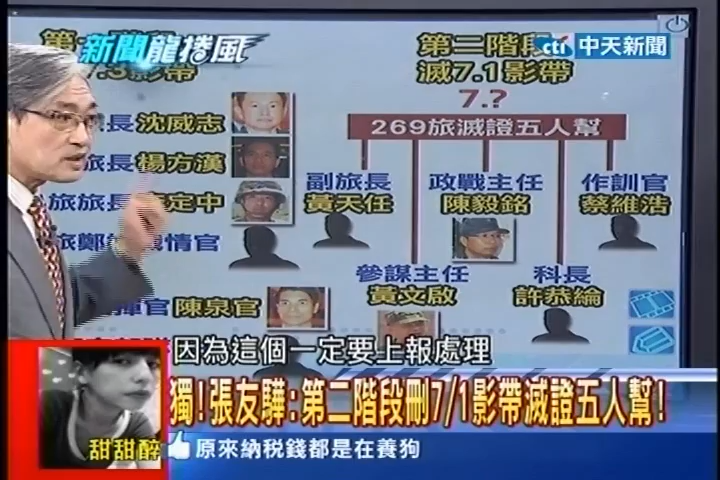 新聞龍捲風
第二階段
滅7.1影帶
cti 中天新聞
7.?
269旅滅證五人幫
長 沈威志
旅長 楊方漢
旅旅長 定中
情官
陳泉官
副旅長
黃天任
政戰主任
陳毅銘
作訓官
蔡維浩
參謀主任
黃文啟
科長
許恭綸
因為這個一定要上報處理
獨!張友驊:第二階段刪7/1影帶滅證五人幫!
甜甜醉
原來納稅錢都是在養狗